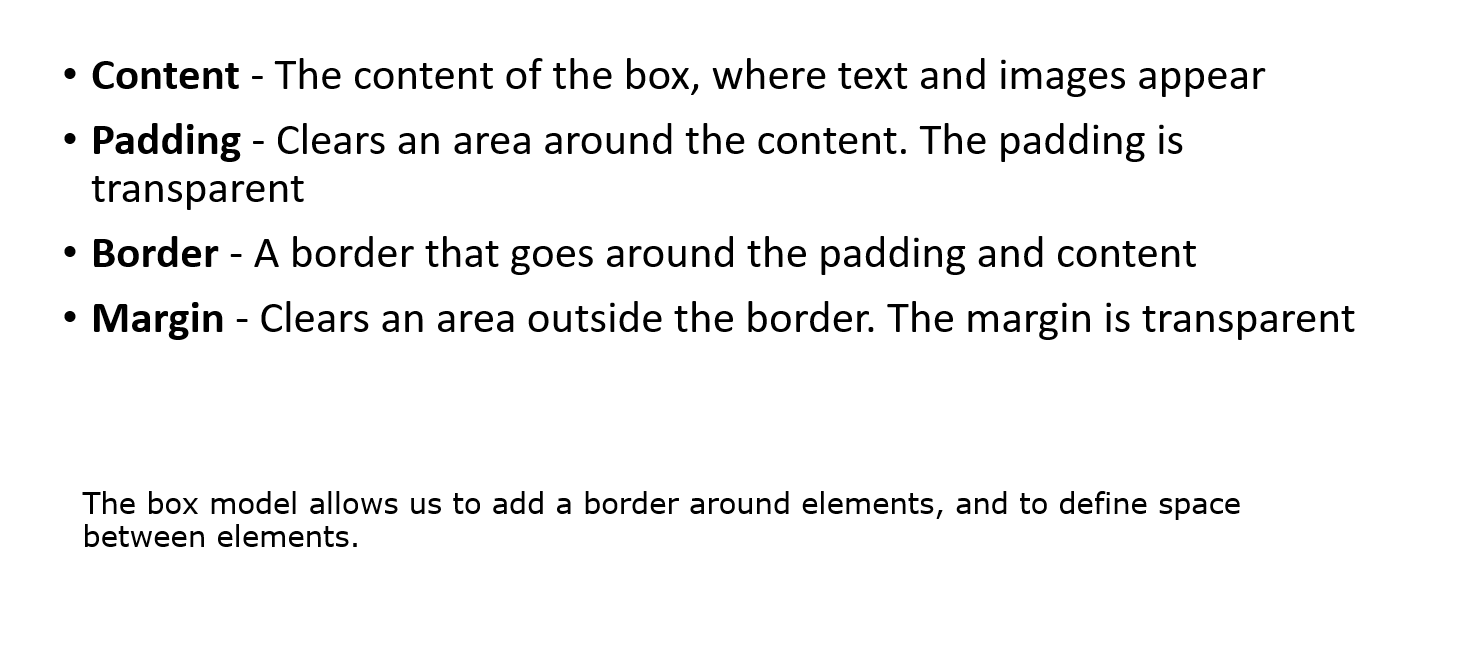 • Content - The content of the box, where text and images appear
• Padding - Clears an area around the content. The padding is
transparent
• Border - A border that goes around the padding and content
• Margin - Clears an area outside the border. The margin is transparent
The box model allows us to add a border around elements, and to define space
between elements.